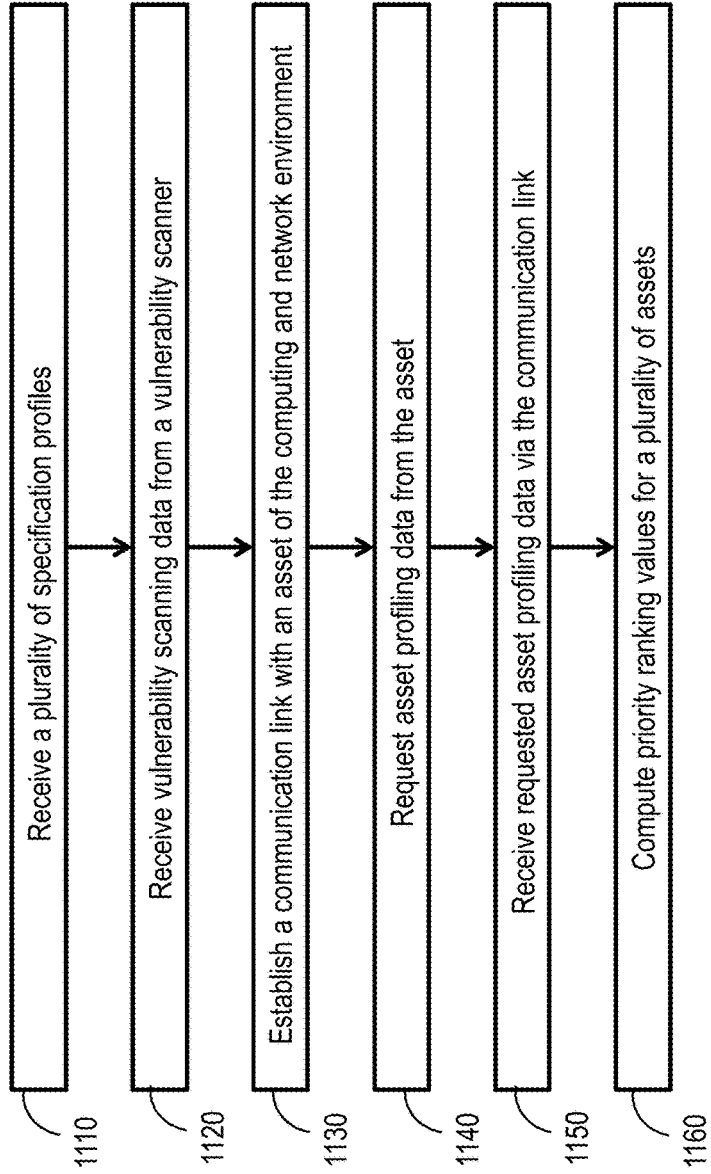 1110
Receive a plurality of specification profiles
1120
Receive vulnerability scanning data from a vulnerability scanner
1130
Establish a communication link with an asset of the computing and network environment
1140
Request asset profiling data from the asset
1150
Receive requested asset profiling data via the communication link
1160
Compute priority ranking values for a plurality of assets